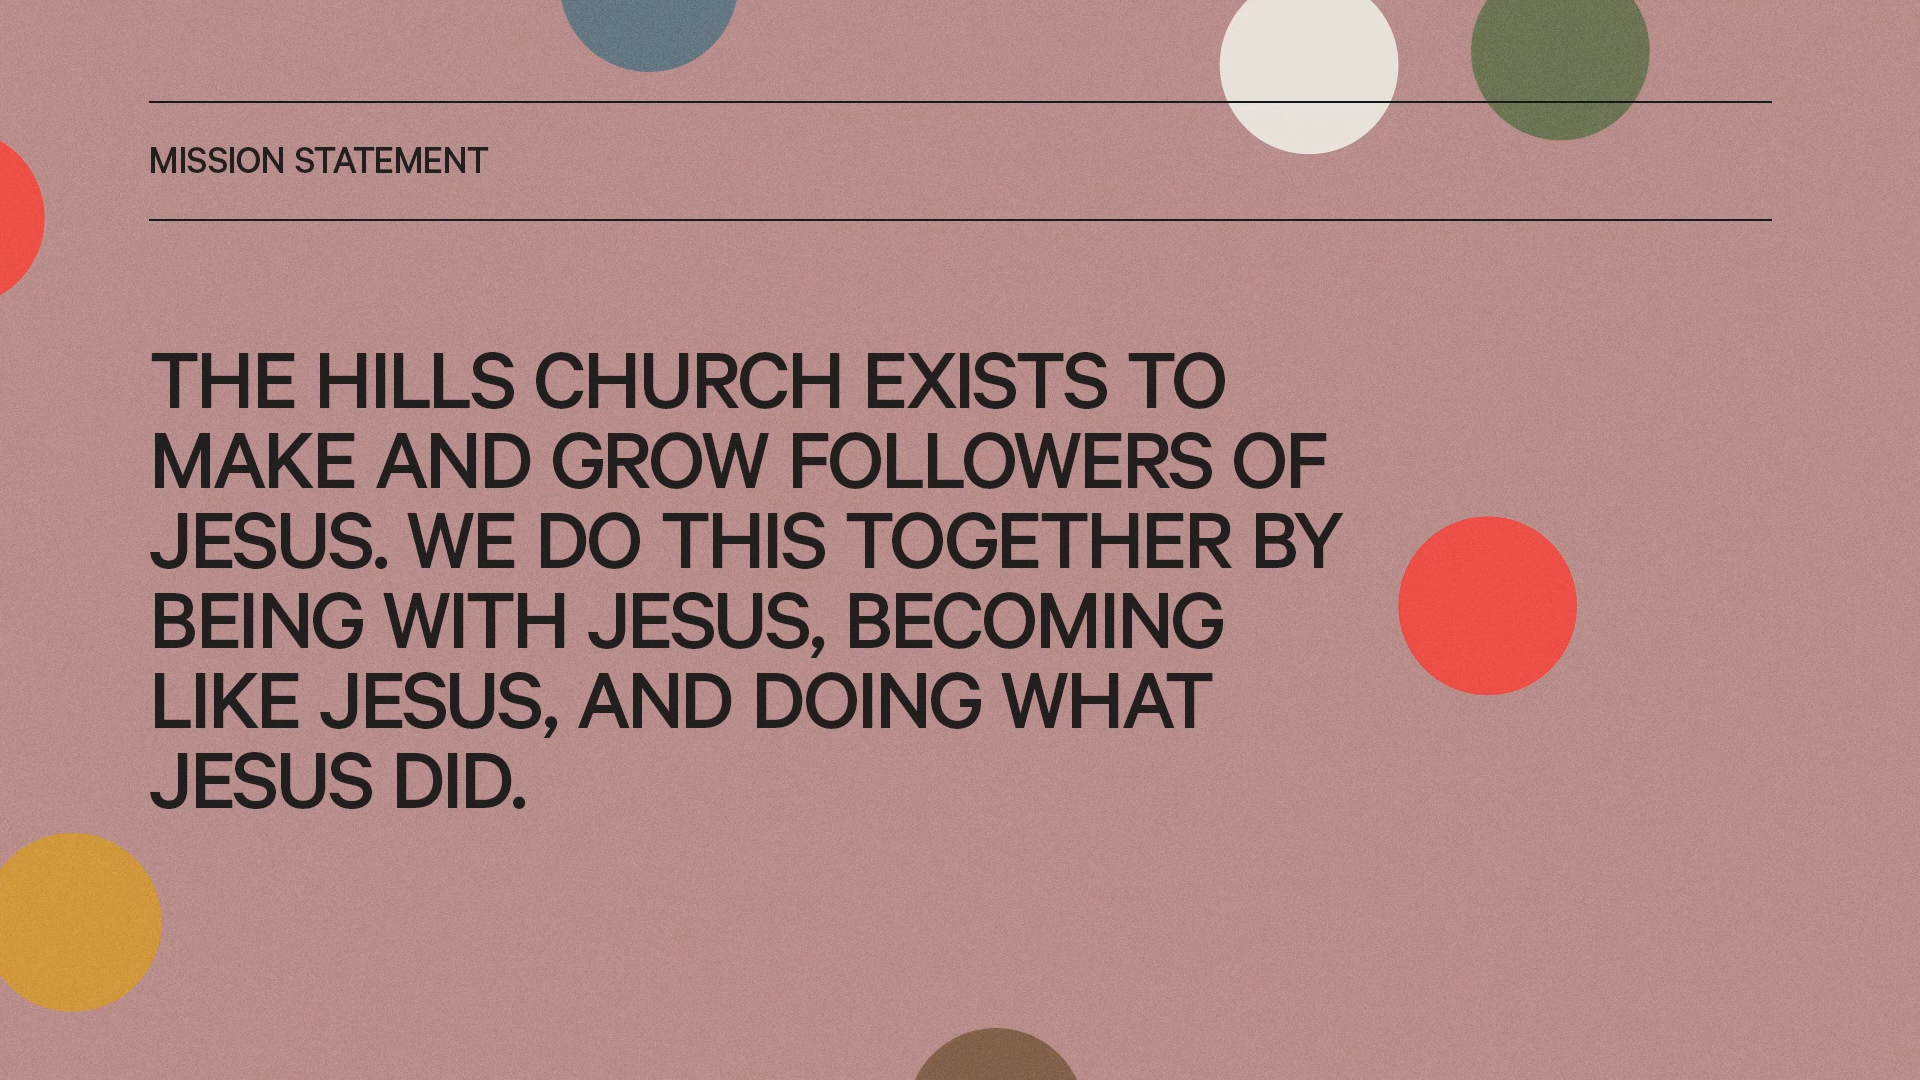 MISSION STATEMENT
THE HILLS CHURCH EXISTS TO
MAKE AND GROW FOLLOWERS OF
JESUS. WE DO THIS TOGETHER BY
BEING WITH JESUS, BECOMING
LIKE JESUS, AND DOING WHAT
JESUS DID.